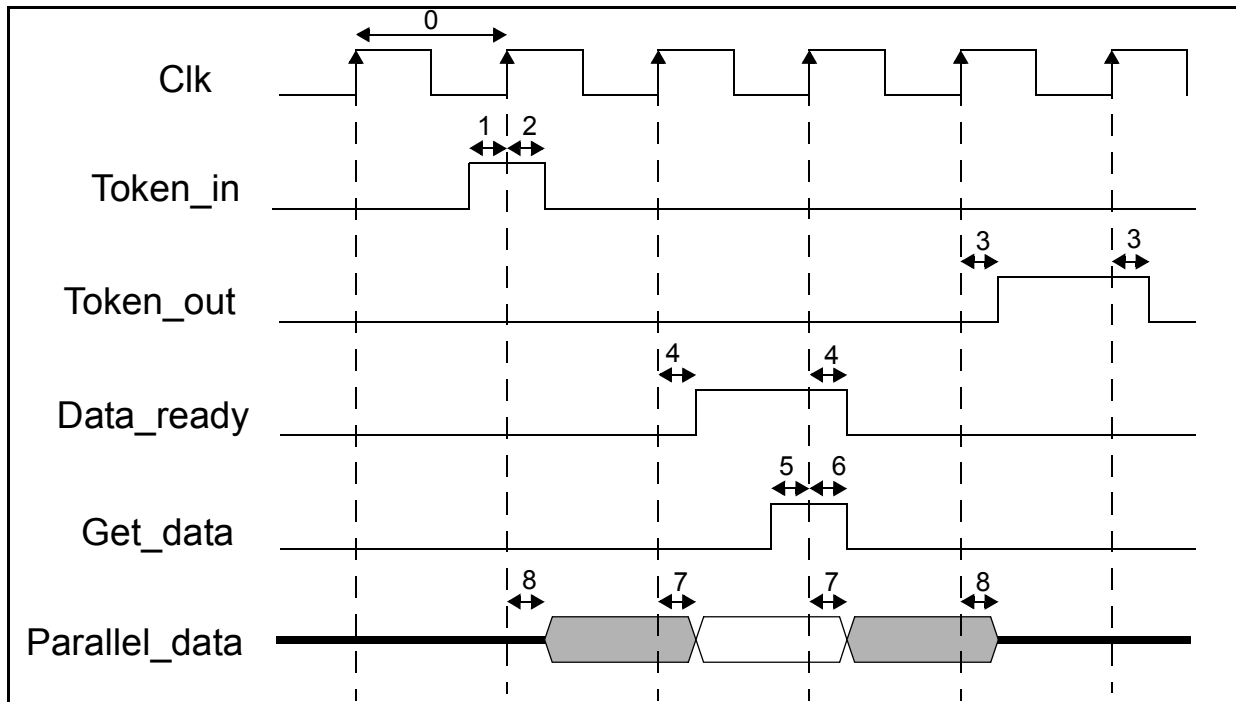 0
Clk
1 2
Token_in
3 3
Token_out
4 4
Data_ready
5 6
Get_data
8 7 7 8
Parallel_data